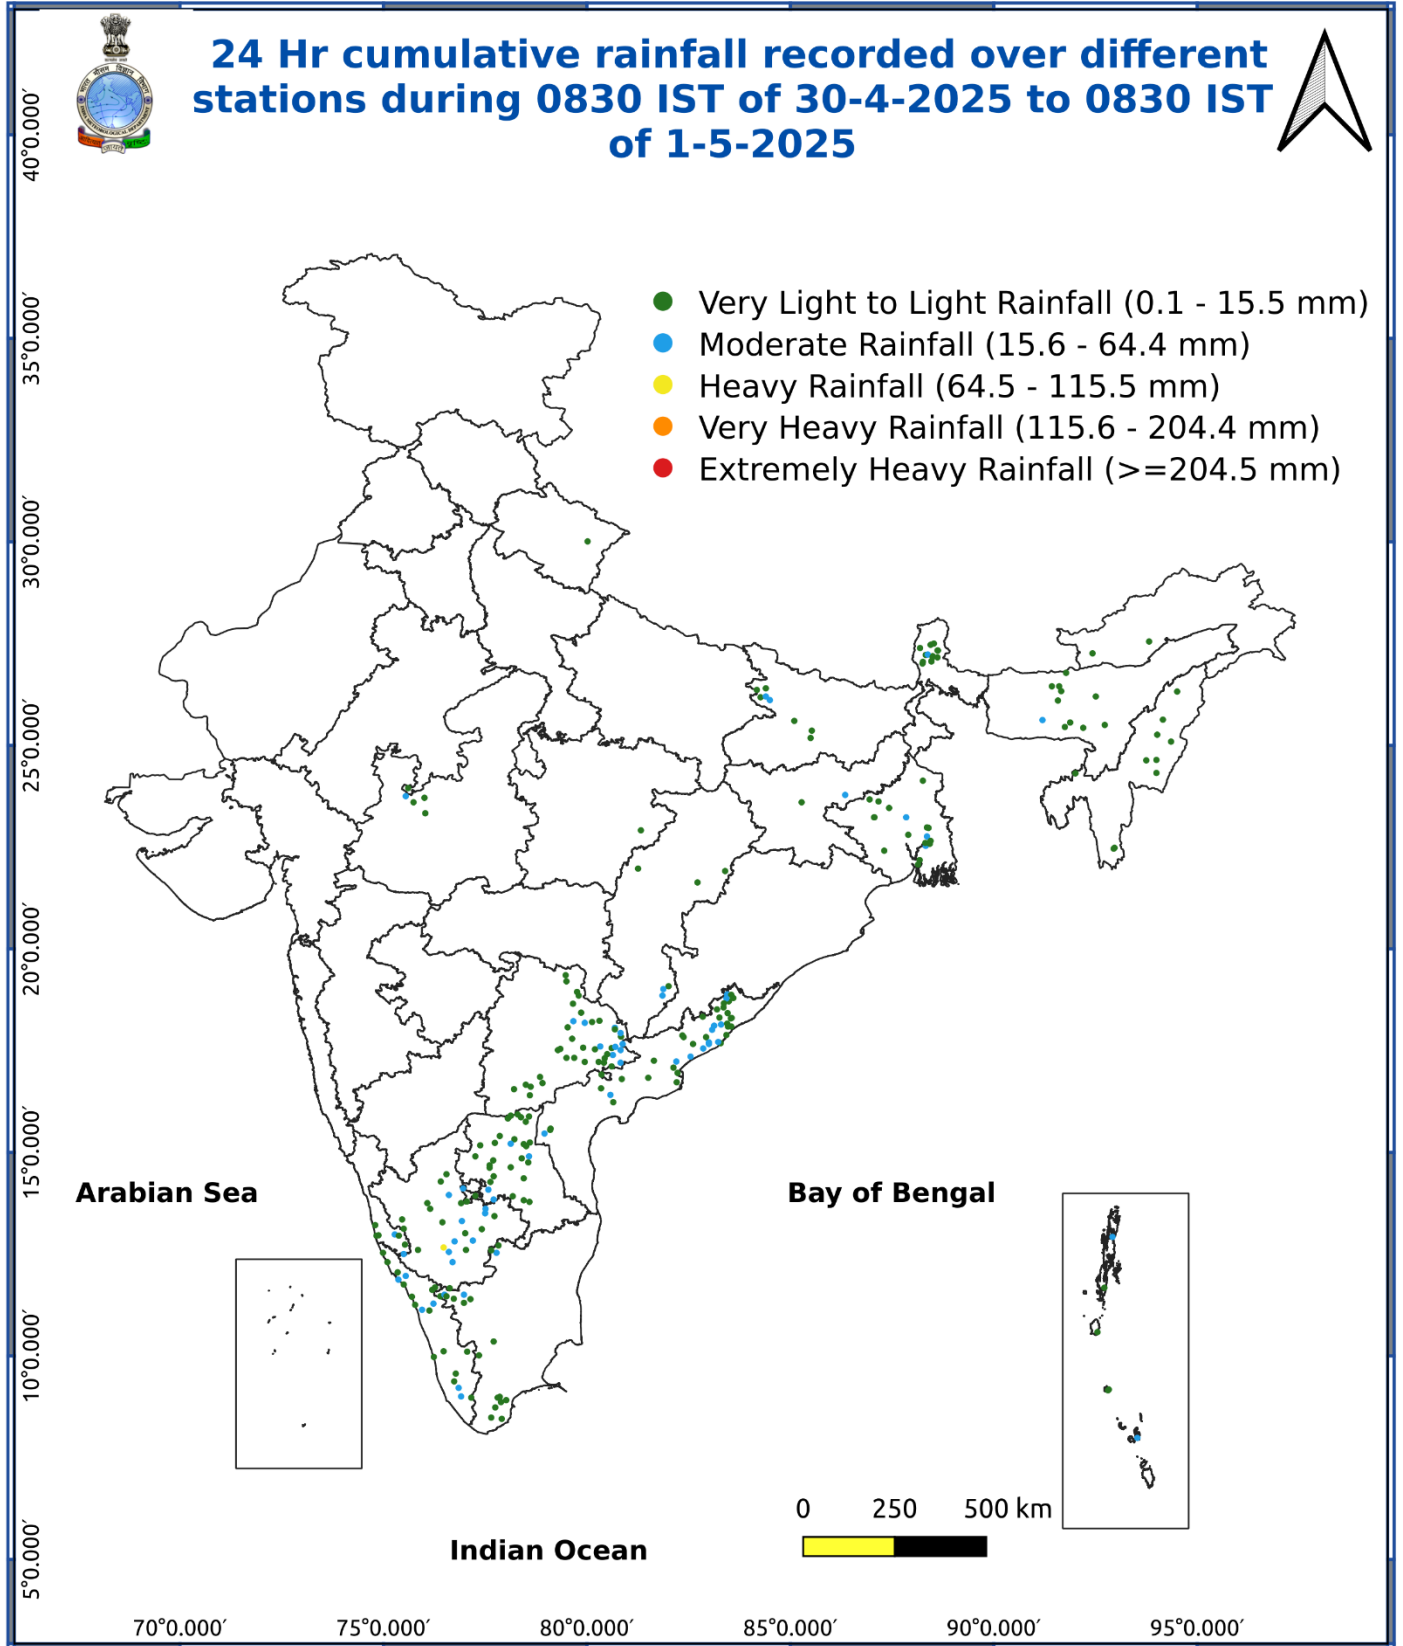 24 Hr cumulative rainfall recorded over different
stations during 0830 IST of 30-4-2025 to 0830 IST
of 1-5-2025
Very Light to Light Rainfall (0.1 - 15.5 mm)
Moderate Rainfall (15.6 - 64.4 mm)
Heavy Rainfall (64.5 - 115.5 mm)
Very Heavy Rainfall (115.6 - 204.4 mm)
Extremely Heavy Rainfall (>=204.5 mm)
40°0.000′
35°0.000′
30°0.000′
25°0.000′
20°0.000′
15°0.000′
10°0.000′
5°0.000′
Arabian Sea
Bay of Bengal
0 250 500 km
Indian Ocean
70°0.000′ 75°0.000′ 80°0.000′ 85°0.000′ 90°0.000′ 95°0.000′